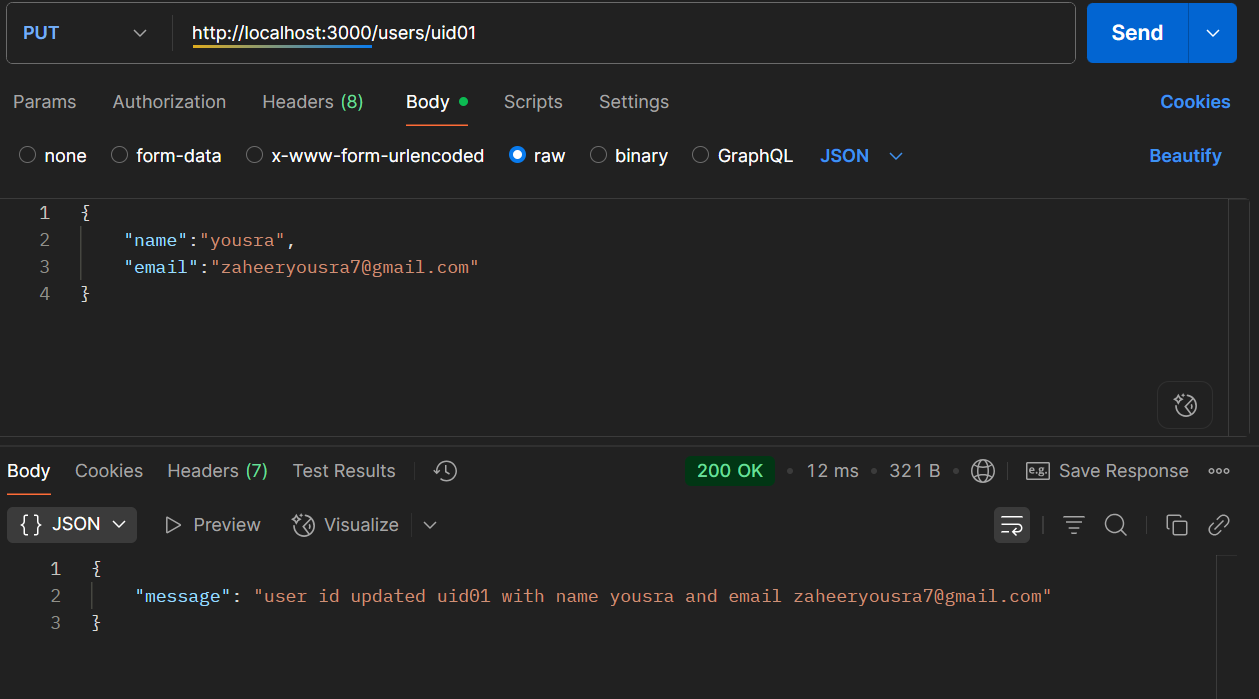 PUT http://localhost:3000/users/uid01 Send
Params Authorization Headers (8) Body Scripts Settings Cookies
none form-data x-www-form-urlencoded raw binary GraphQL JSON Beautify
1 {
2 "name":"yousra",
3 "email":"zaheeryousra7@gmail.com"
4 }
Body Cookies Headers (7) Test Results 200 OK • 12 ms • 321 B • e.g. Save Response
{} JSON Preview Visualize
1 {
2 "message": "user id updated uid01 with name yousra and email zaheeryousra7@gmail.com"
3 }